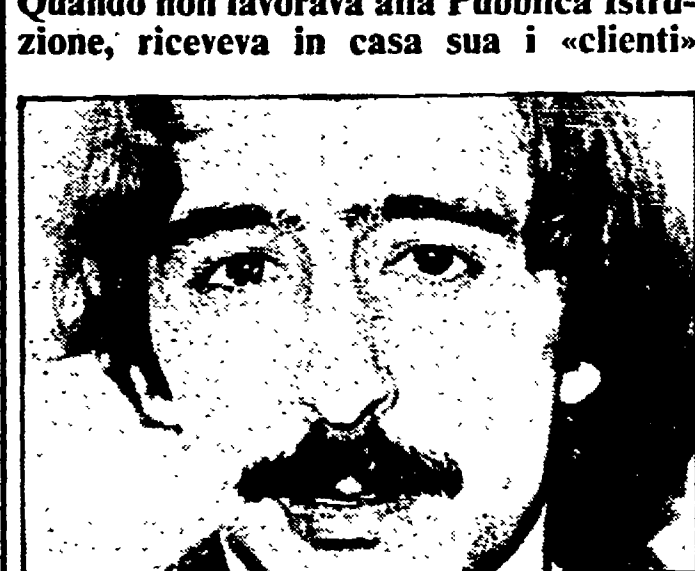 Quando non lavorava alla Pubblica Istru-
zione, riceveva in casa sua i «clienti»